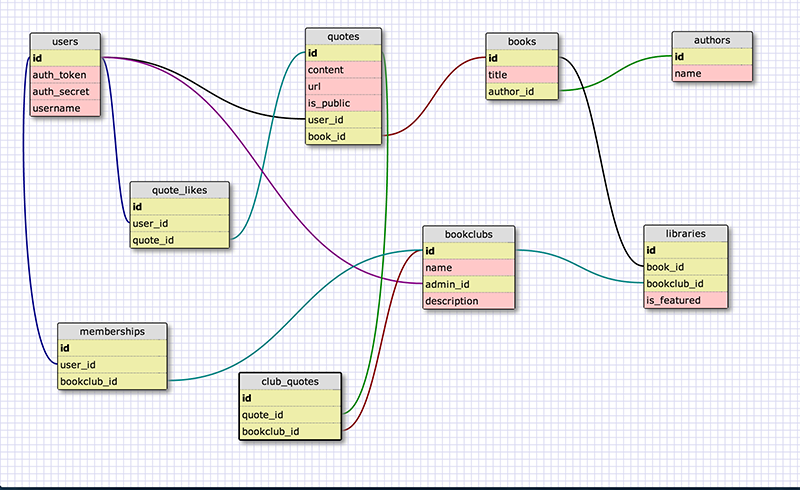 users
id
auth_token
auth_secret
username
quotes
id
content
url
is_public
user_id
book_id
books
id
title
author_id
authors
id
name
quote_likes
id
user_id
quote_id
bookclubs
id
name
admin_id
description
libraries
id
book_id
bookclub_id
is_featured
memberships
id
user_id
bookclub_id
club_quotes
id
quote_id
bookclub_id